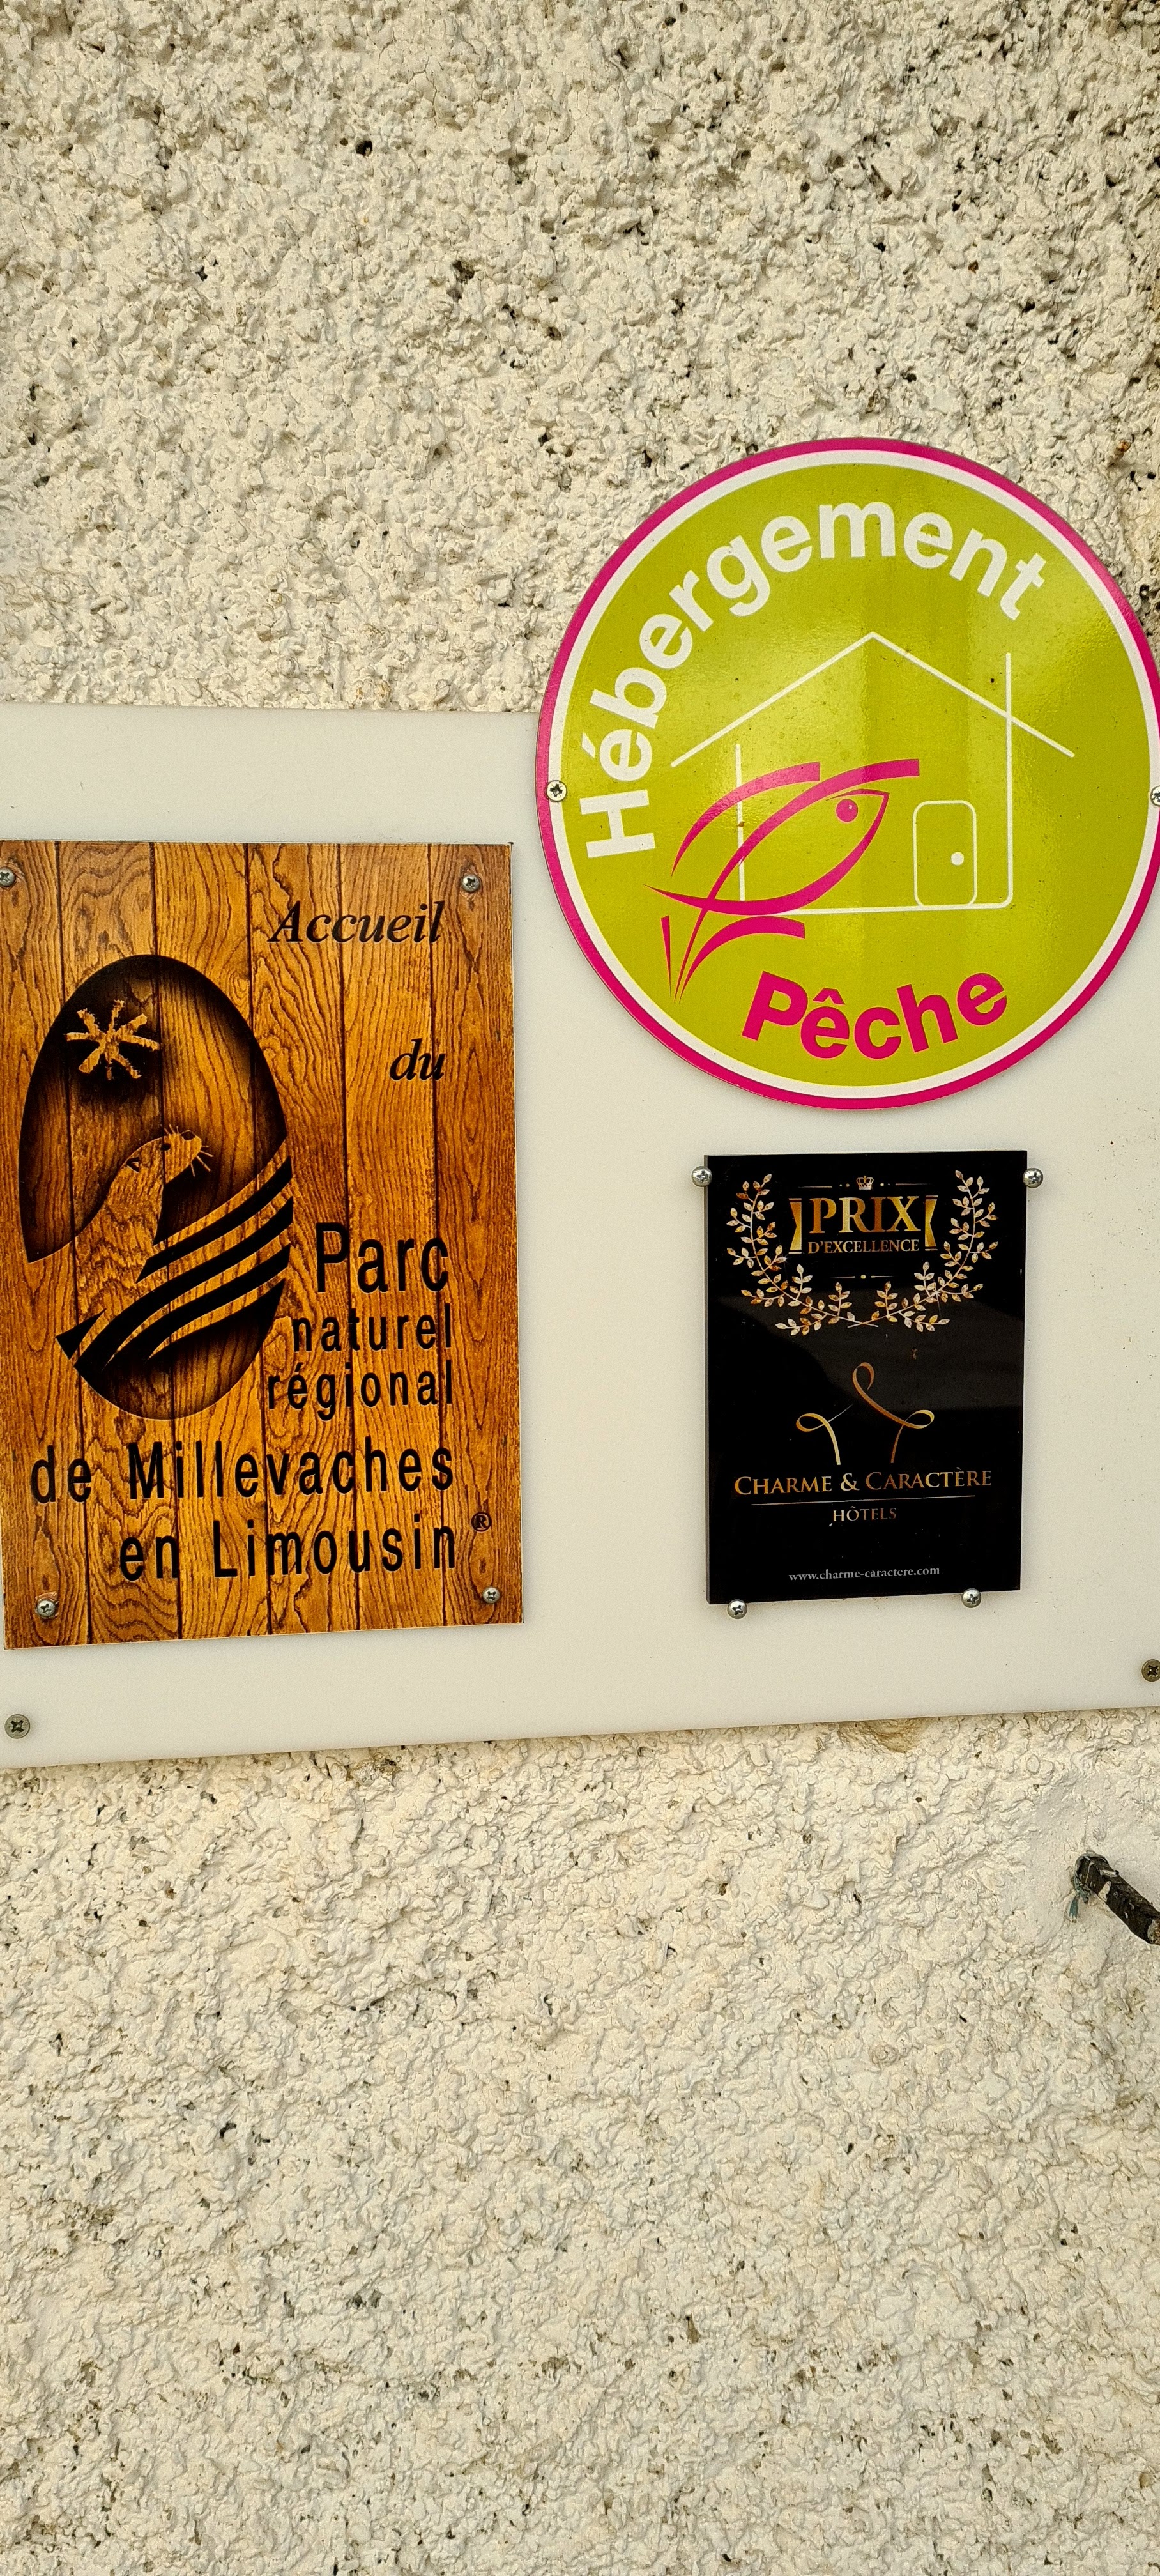 Hébergement
Pêche
Accueil
du
Parc
naturel
régional
de Millevaches
en Limousin®
PRIX
D'EXCELLENCE
CHARME & CARACTÈRE
HÔTELS
www.charme-caractere.com